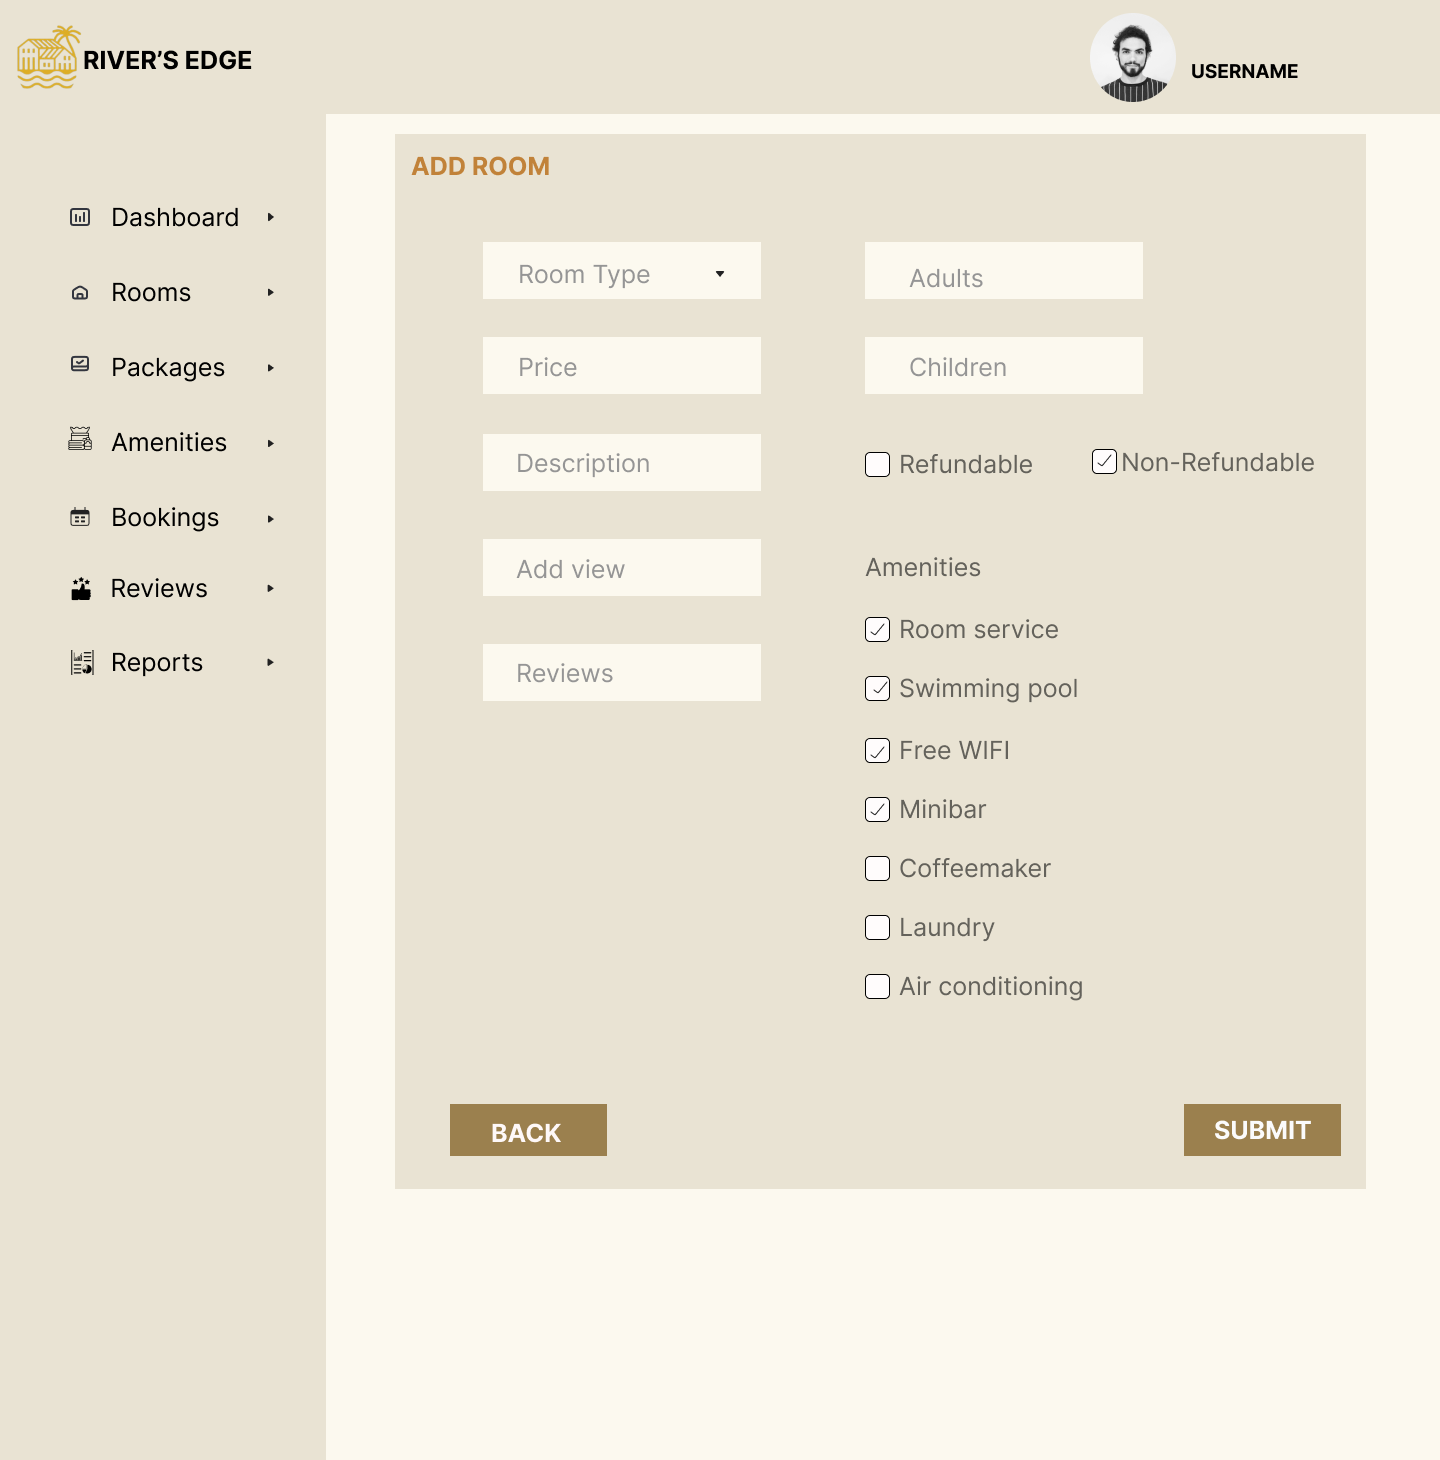 RIVER’S EDGE
USERNAME
Dashboard
Rooms
Packages
Amenities
Bookings
Reviews
Reports
ADD ROOM
Room Type
Adults
Price
Children
Description
Refundable
Non-Refundable
Add view
Amenities
Reviews
Room service
Swimming pool
Free WIFI
Minibar
Coffeemaker
Laundry
Air conditioning
BACK
SUBMIT